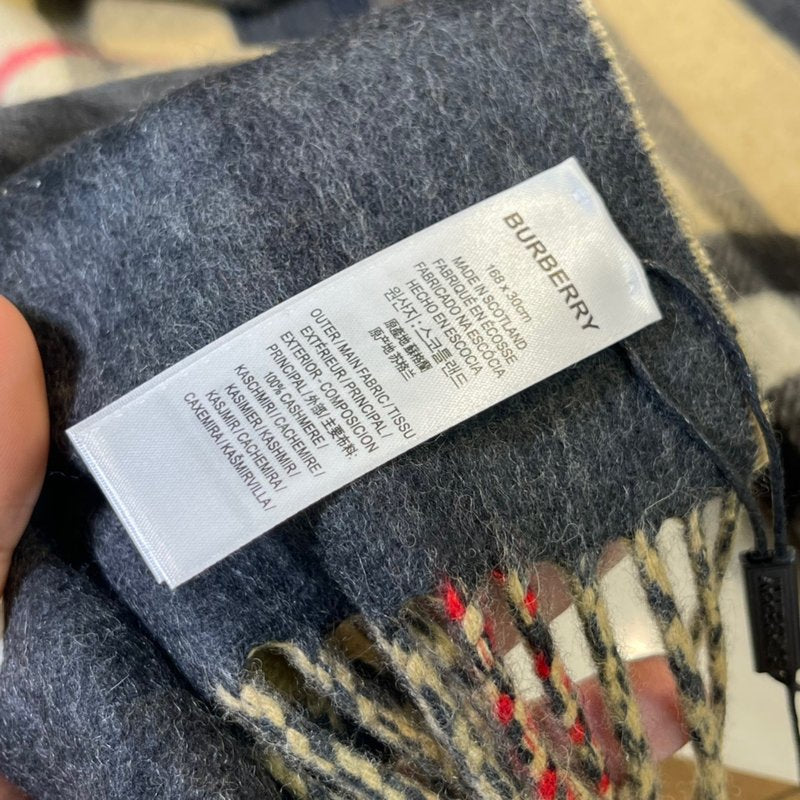 BURBERRY
168 x 30cm
MADE IN SCOTLAND
FABRIQUÉ EN ÉCOSSE
FABRICADO NA ESCÓCIA
HECHO EN ESCOCIA
원산지 : 스코틀랜드
原產地 蘇格蘭
原产地 苏格兰
OUTER / MAIN FABRIC / TISSU
EXTÉRIEUR / PRINCIPAL /
EXTERIOR - COMPOSICION
PRINCIPAL / 外側 / 主要布料:
100% CASHMERE /
KASCHMIR / CACHEMIRE /
KASIMIER / KASHMIR /
KAŞMIR / CACHEMIRA /
CAXEMIRA / KAŠMIRVILLA /